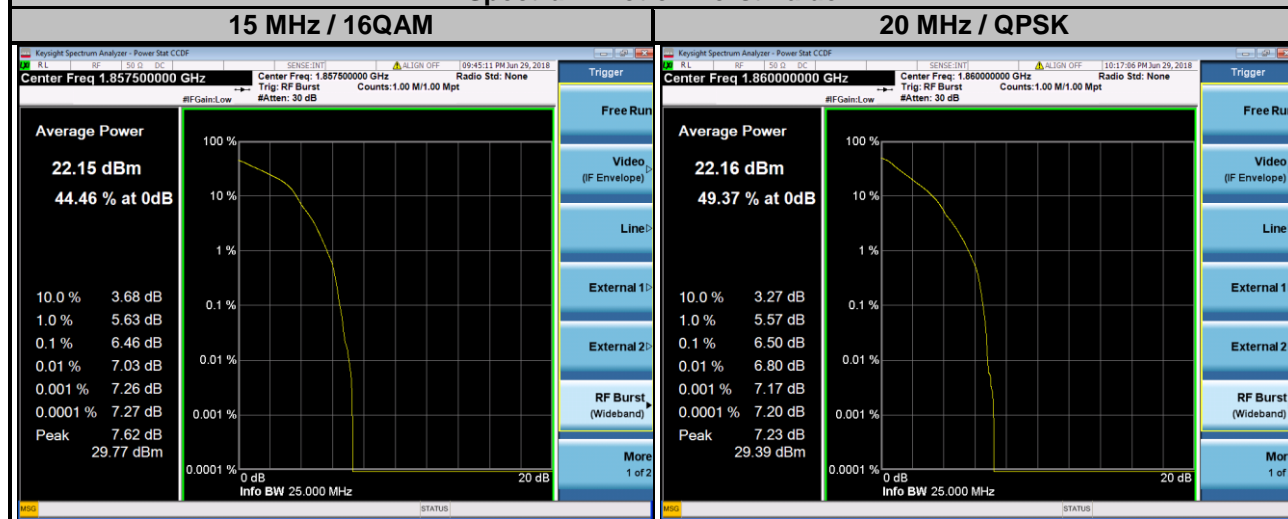 15 MHz / 16QAM
Keysight Spectrum Analyzer - Power Stat CCDF
RL RF 50 Ω DC SENSE:INT ALIGN OFF 09:45:11 PM Jun 29, 2018
Center Freq 1.857500000 GHz
Center Freq: 1.857500000 GHz
Radio Std: None
Trig: RF Burst Counts:1.00 M/1.00 Mpt
#IFGain:Low #Atten: 30 dB
Average Power
22.15 dBm
44.46 % at 0dB
10.0 % 3.68 dB
1.0 % 5.63 dB
0.1 % 6.46 dB
0.01 % 7.03 dB
0.001 % 7.26 dB
0.0001 % 7.27 dB
Peak 7.62 dB
29.77 dBm
100 %
10 %
1 %
0.1 %
0.01 %
0.001 %
0.0001 %
0 dB 20 dB
Info BW 25.000 MHz
Trigger
Free Run
Video
(IF Envelope)
Line
External 1
External 2
RF Burst
(Wideband)
More
1 of 2
MSG STATUS
20 MHz / QPSK
Keysight Spectrum Analyzer - Power Stat CCDF
RL RF 50 Ω DC SENSE:INT ALIGN OFF 10:17:06 PM Jun 29, 2018
Center Freq 1.860000000 GHz
Center Freq: 1.860000000 GHz
Radio Std: None
Trig: RF Burst Counts:1.00 M/1.00 Mpt
#IFGain:Low #Atten: 30 dB
Average Power
22.16 dBm
49.37 % at 0dB
10.0 % 3.27 dB
1.0 % 5.57 dB
0.1 % 6.50 dB
0.01 % 6.80 dB
0.001 % 7.17 dB
0.0001 % 7.20 dB
Peak 7.23 dB
29.39 dBm
100 %
10 %
1 %
0.1 %
0.01 %
0.001 %
0.0001 %
0 dB 20 dB
Info BW 25.000 MHz
Trigger
Free Ru
Video
(IF Envelope)
Line
External 1
External 2
RF Burst
(Wideband)
Mor
1 of
MSG STATUS